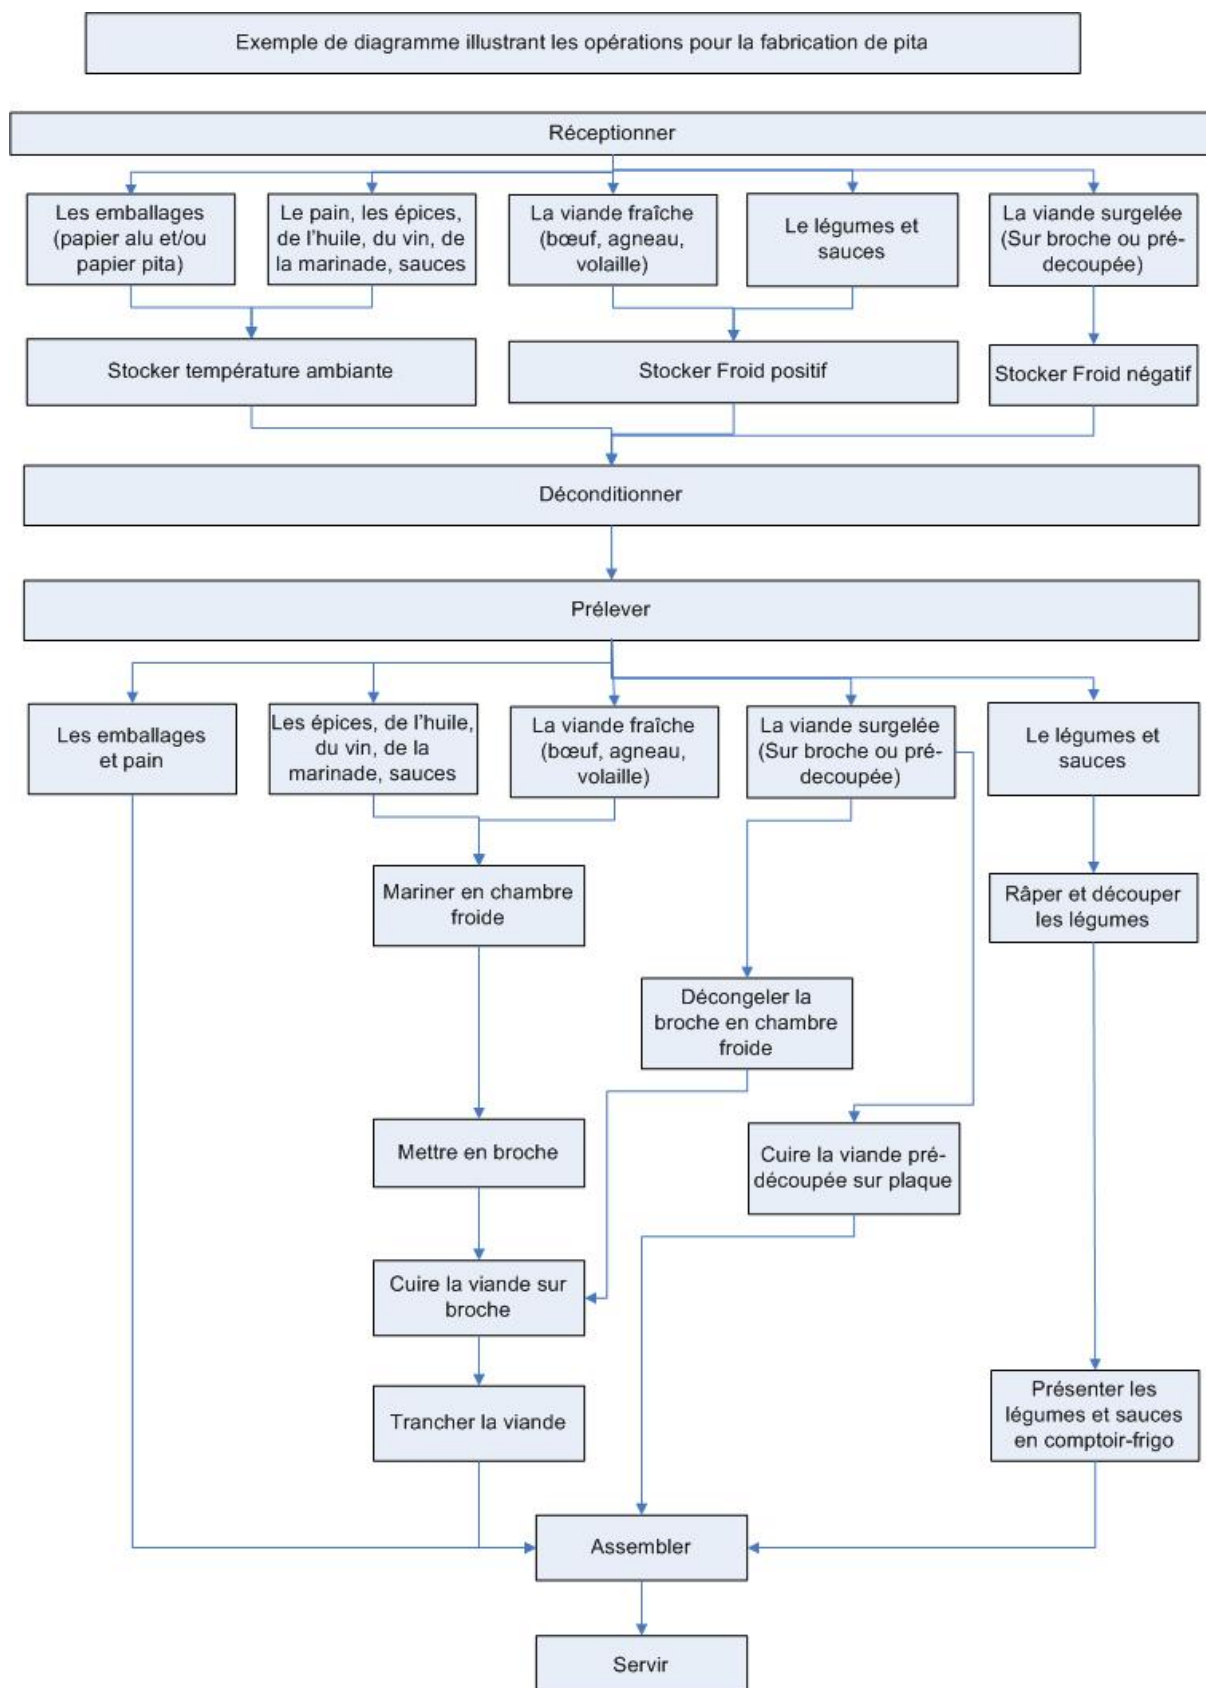 Exemple de diagramme illustrant les opérations pour la fabrication de pita
Réceptionner
Les emballages
(papier alu et/ou
papier pita)
Le pain, les épices,
de l'huile, du vin, de
la marinade, sauces
La viande fraîche
(bœuf, agneau,
volaille)
Le légumes et
sauces
La viande surgelée
(Sur broche ou pré-
decoupée)
Stocker température ambiante
Stocker Froid positif
Stocker Froid négatif
Déconditionner
Prélever
Les emballages
et pain
Les épices, de l'huile,
du vin, de la
marinade, sauces
La viande fraîche
(bœuf, agneau,
volaille)
La viande surgelée
(Sur broche ou pré-
decoupée)
Le légumes et
sauces
Mariner en chambre
froide
Râper et découper
les légumes
Décongeler la
broche en chambre
froide
Mettre en broche
Cuire la viande pré-
découpée sur plaque
Cuire la viande sur
broche
Trancher la viande
Présenter les
légumes et sauces
en comptoir-frigo
Assembler
Servir